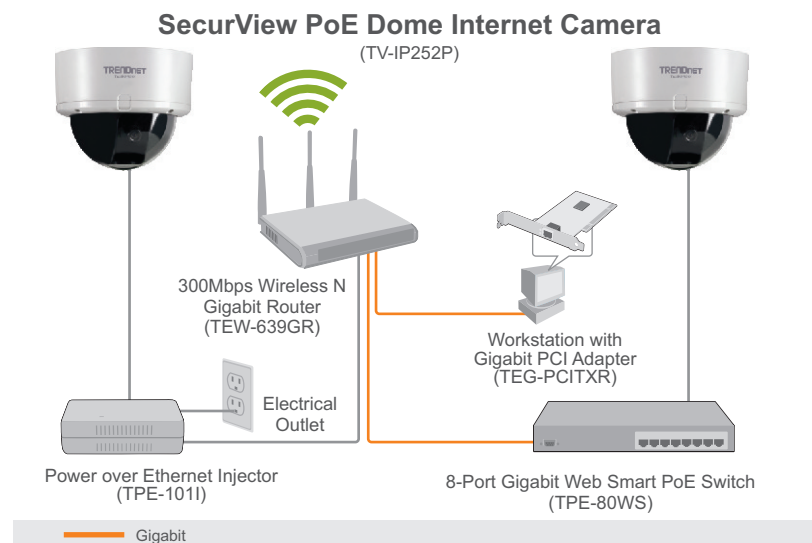 SecurView PoE Dome Internet Camera
(TV-IP252P)
TRENDNET
TRENDNET
300Mbps Wireless N
Gigabit Router
(TEW-639GR)
Workstation with
Gigabit PCI Adapter
(TEG-PCITXR)
Electrical
Outlet
Power over Ethernet Injector
(TPE-101I)
8-Port Gigabit Web Smart PoE Switch
(TPE-80WS)
Gigabit